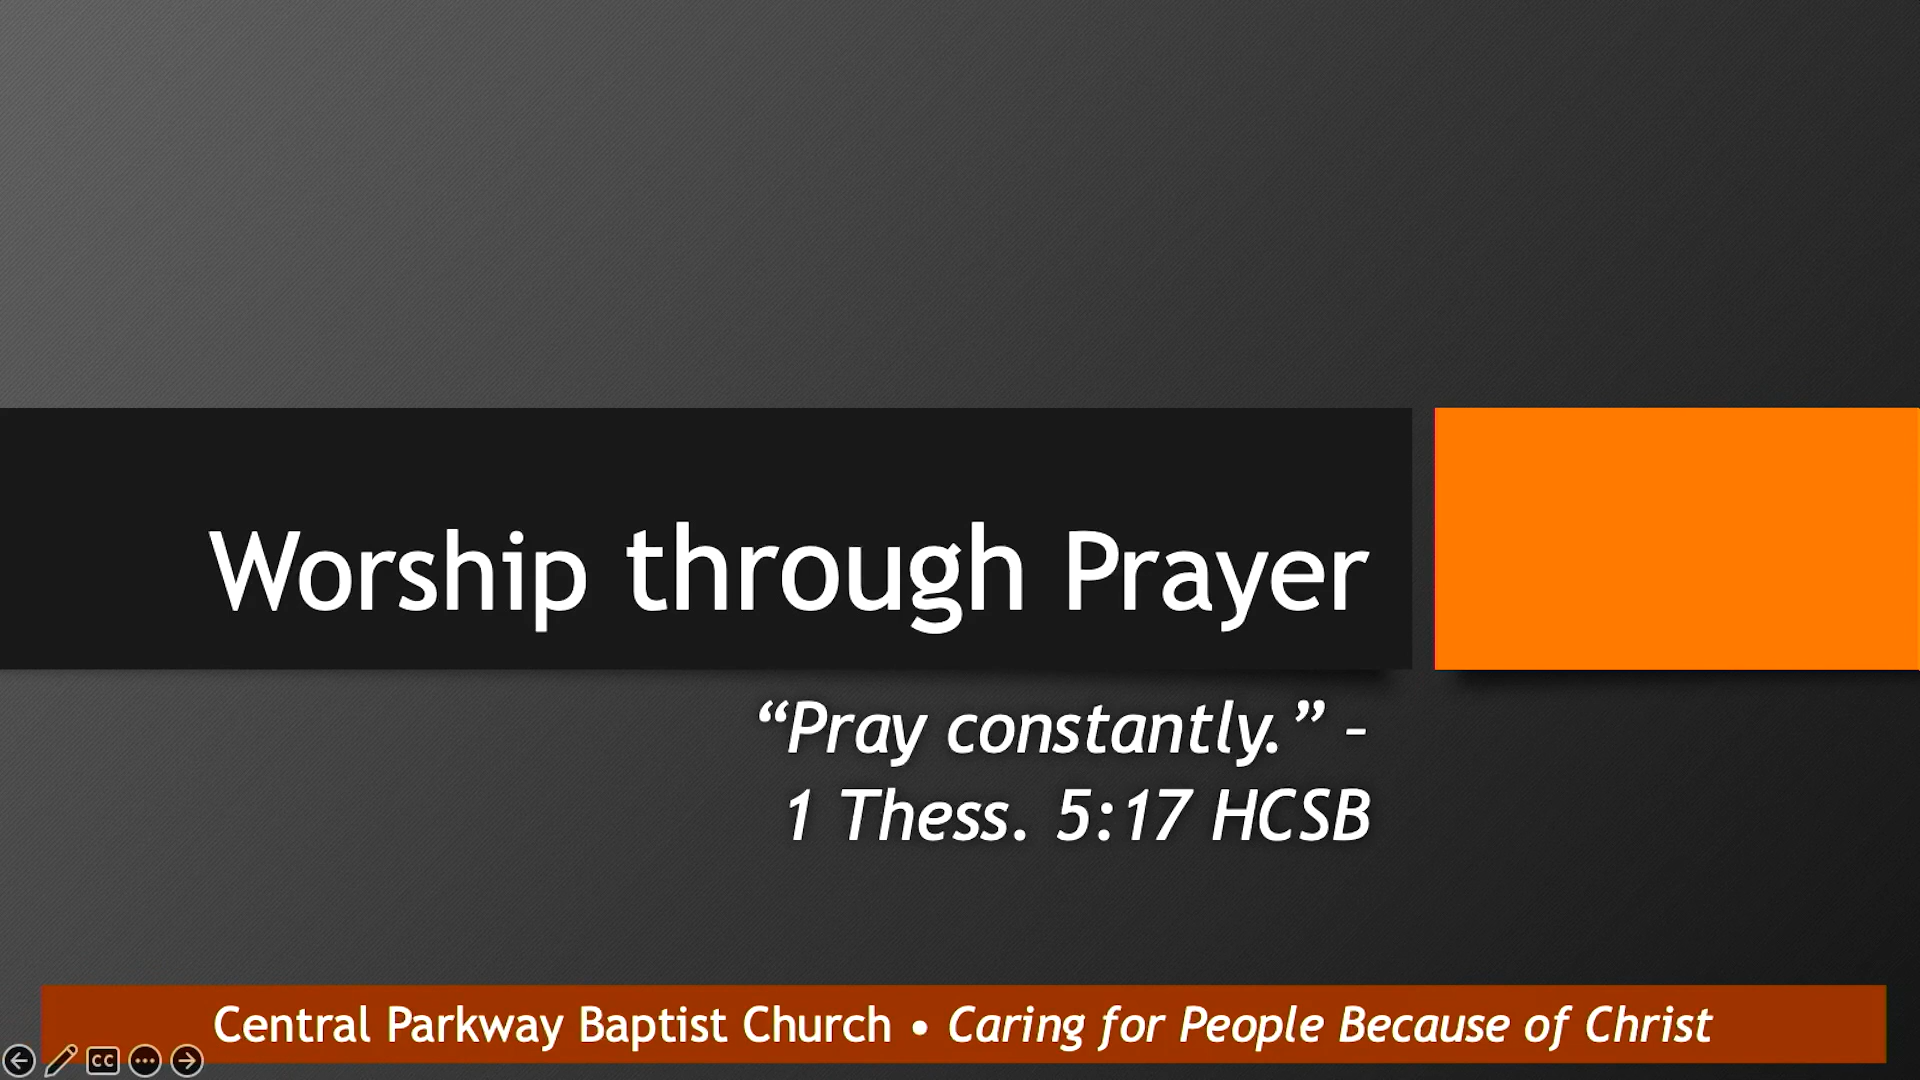 Worship through Prayer
“Pray constantly.” –
1 Thess. 5:17 HCSB
Central Parkway Baptist Church • Caring for People Because of Christ
CC